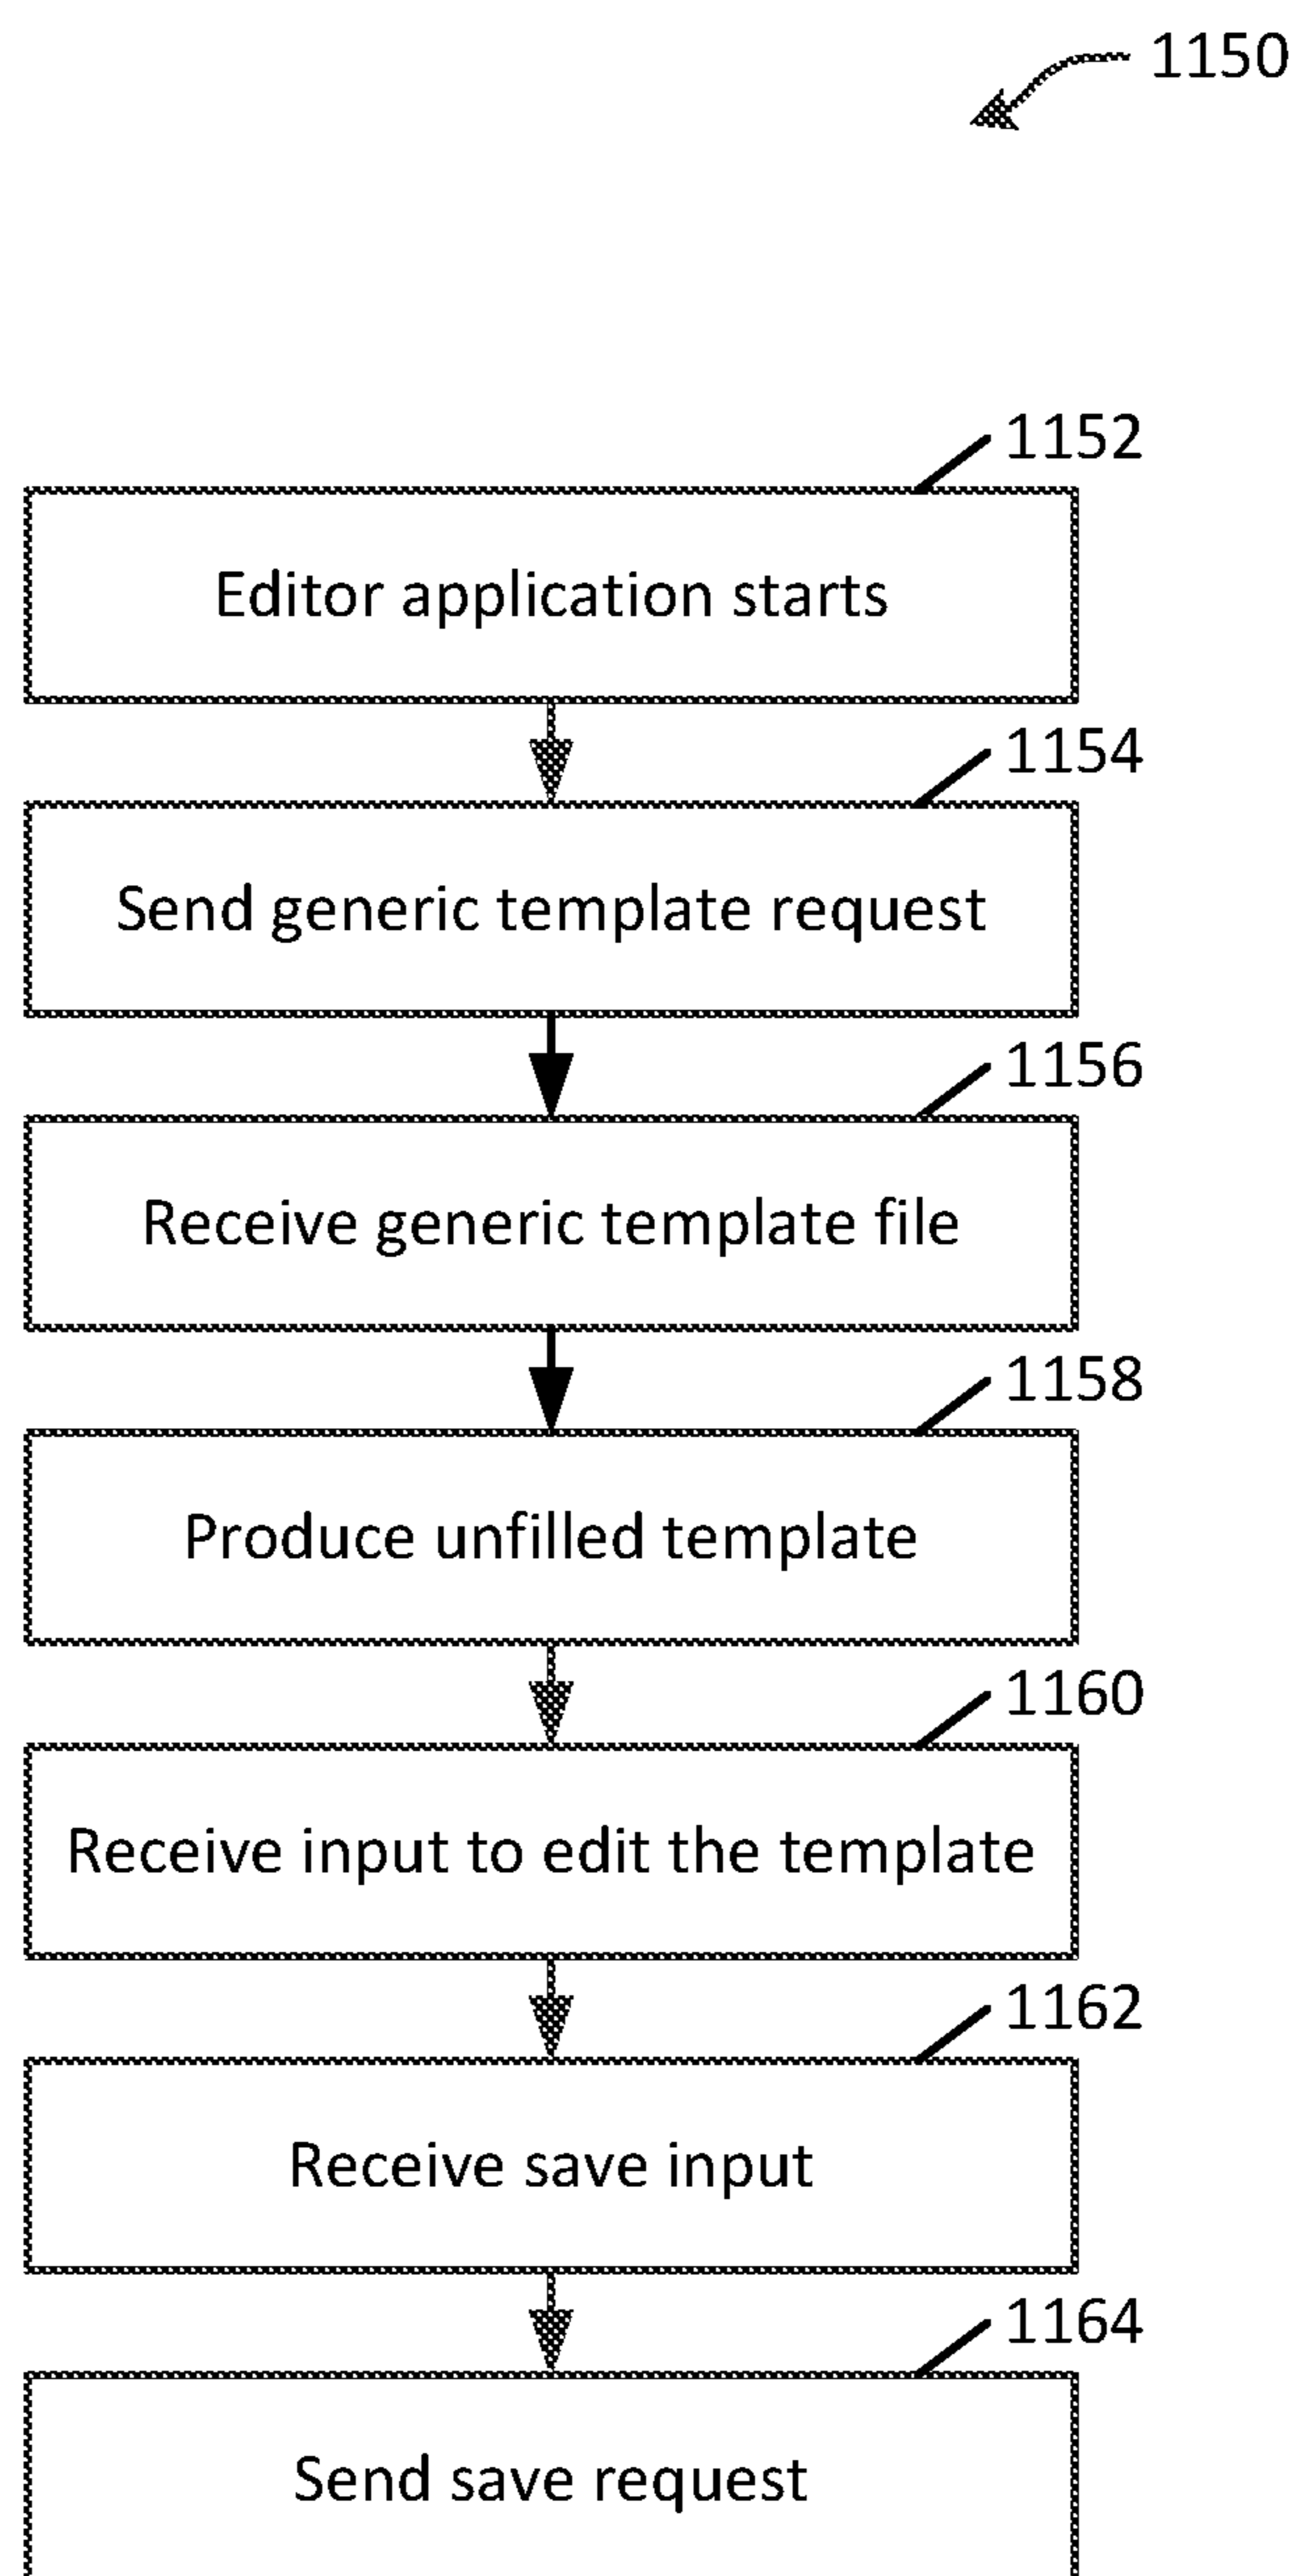 1150
1152
Editor application starts
1154
Send generic template request
1156
Receive generic template file
1158
Produce unfilled template
1160
Receive input to edit the template
1162
Receive save input
1164
Send save request